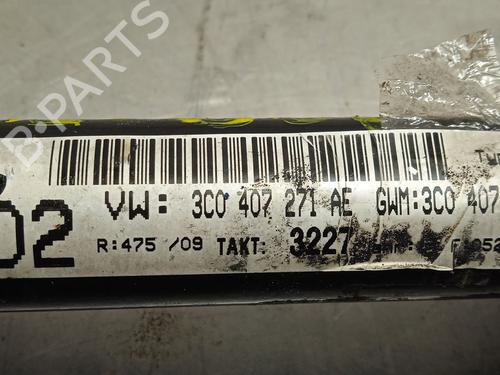 B-PARTS
02 VW: 3C0 407 271 AE GWM:3C0 407
R:475 /09 TAKT: 3227